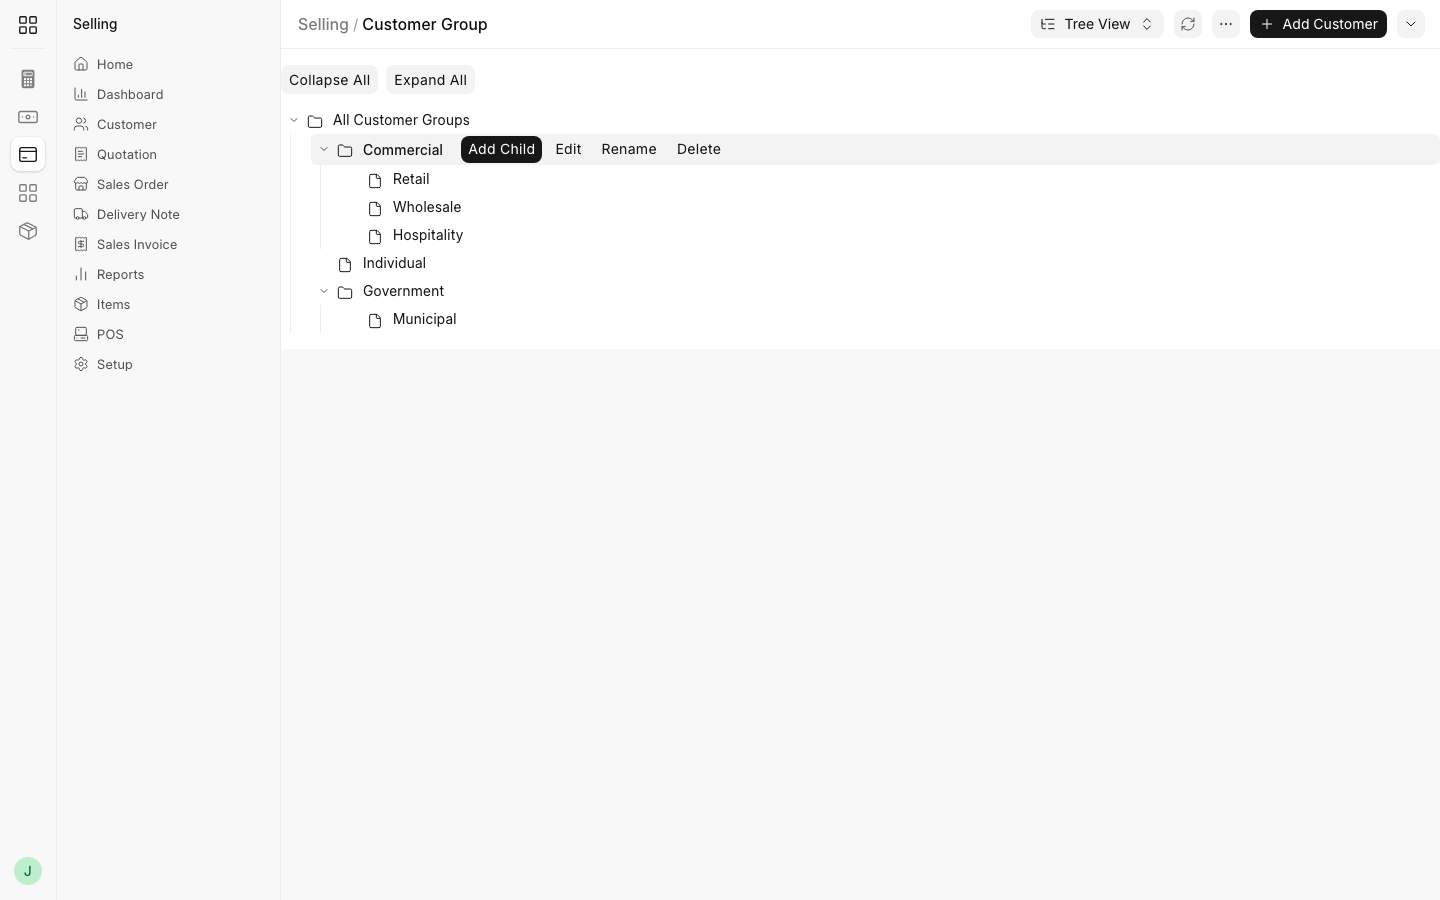 Selling
Home
Dashboard
Customer
Quotation
Sales Order
Delivery Note
Sales Invoice
Reports
Items
POS
Setup
J
Selling / Customer Group
Tree View
Add Customer
Collapse All
Expand All
All Customer Groups
Commercial Add Child Edit Rename Delete
Retail
Wholesale
Hospitality
Individual
Government
Municipal